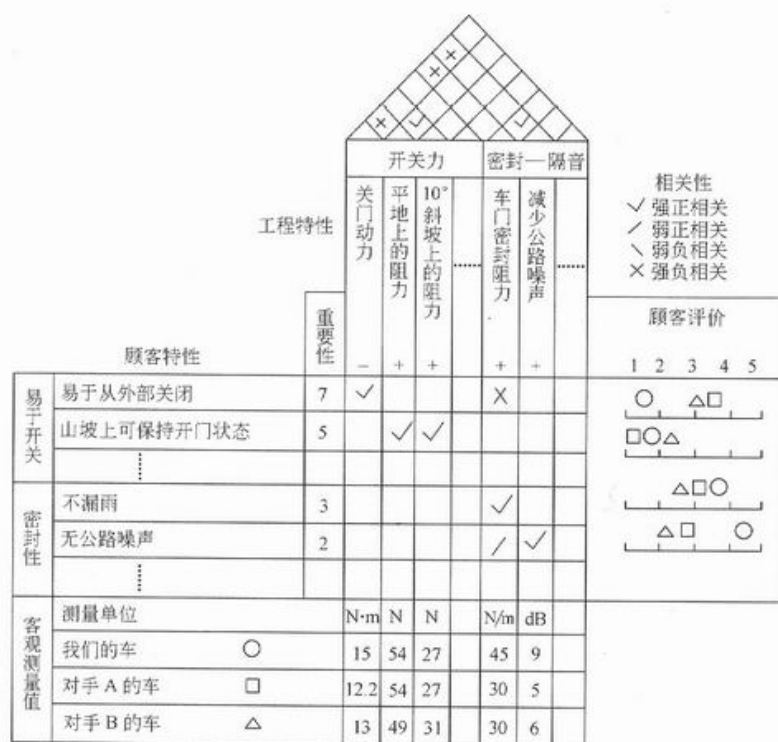 开关力 密封—隔音
工程特性 关门动力 平地上的阻力 10°斜坡上的阻力 …… 车门密封阻力 减少公路噪声 ……
相关性
✓ 强正相关
/ 弱正相关
\ 弱负相关
× 强负相关
顾客特性 重要性 − + + + + 顾客评价
1 2 3 4 5
易于开关
易于从外部关闭 7 ✓ ×
山坡上可保持开门状态 5 ✓ ✓
……
密封性
不漏雨 3 ✓
无公路噪声 2 / ✓
……
客观测量值
测量单位 N·m N N N/m dB
我们的车 ○ 15 54 27 45 9
对手 A 的车 □ 12.2 54 27 30 5
对手 B 的车 △ 13 49 31 30 6